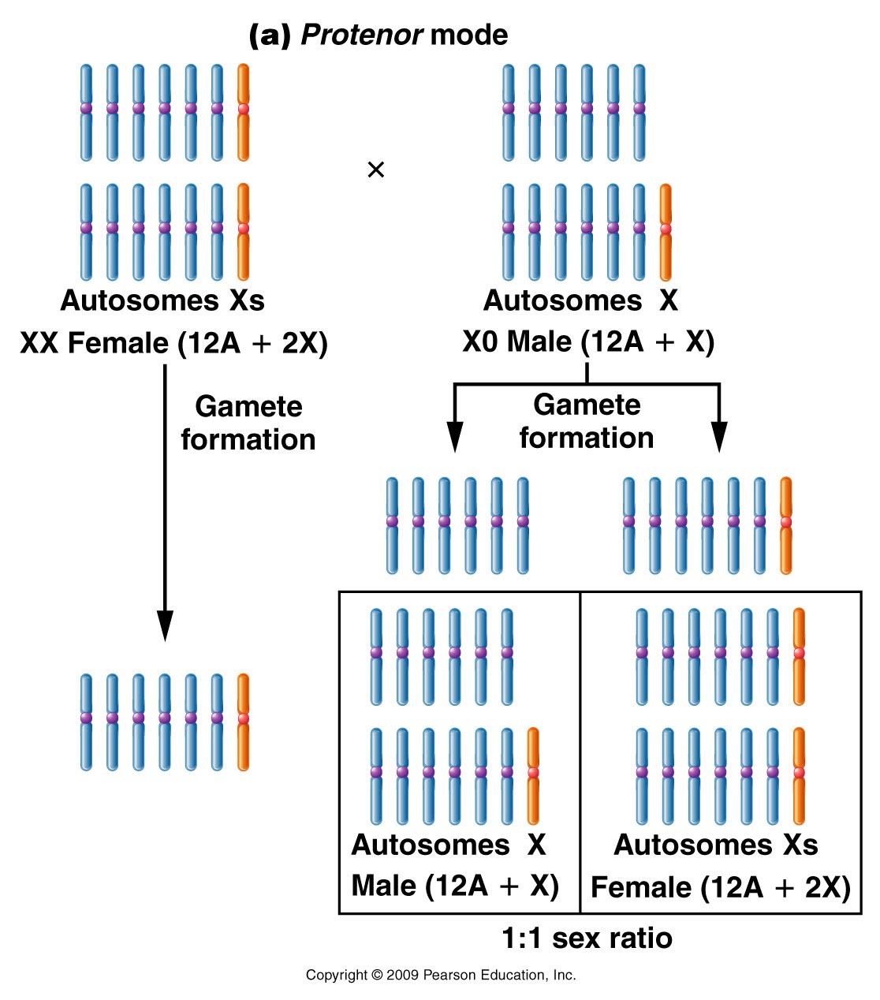 (a) Protenor mode
×
Autosomes Xs
XX Female (12A + 2X)
Autosomes X
X0 Male (12A + X)
Gamete
formation
Gamete
formation
Autosomes X
Male (12A + X)
Autosomes Xs
Female (12A + 2X)
1:1 sex ratio
Copyright © 2009 Pearson Education, Inc.